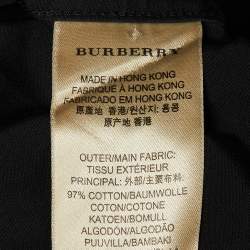 BURBERRY
MADE IN HONG KONG
FABRIQUÉ À HONG KONG
FABRICADO EM HONG KONG
原產地 香港/원산지: 홍콩
原产地 香港
OUTER/MAIN FABRIC:
TISSU EXTÉRIEUR
PRINCIPAL: 外部/主要布料:
97% COTTON/BAUMWOLLE
COTON/COTONE
KATOEN/BOMULL
ALGODÃO/ALGODON
PUUVILLA/BAMBAKI